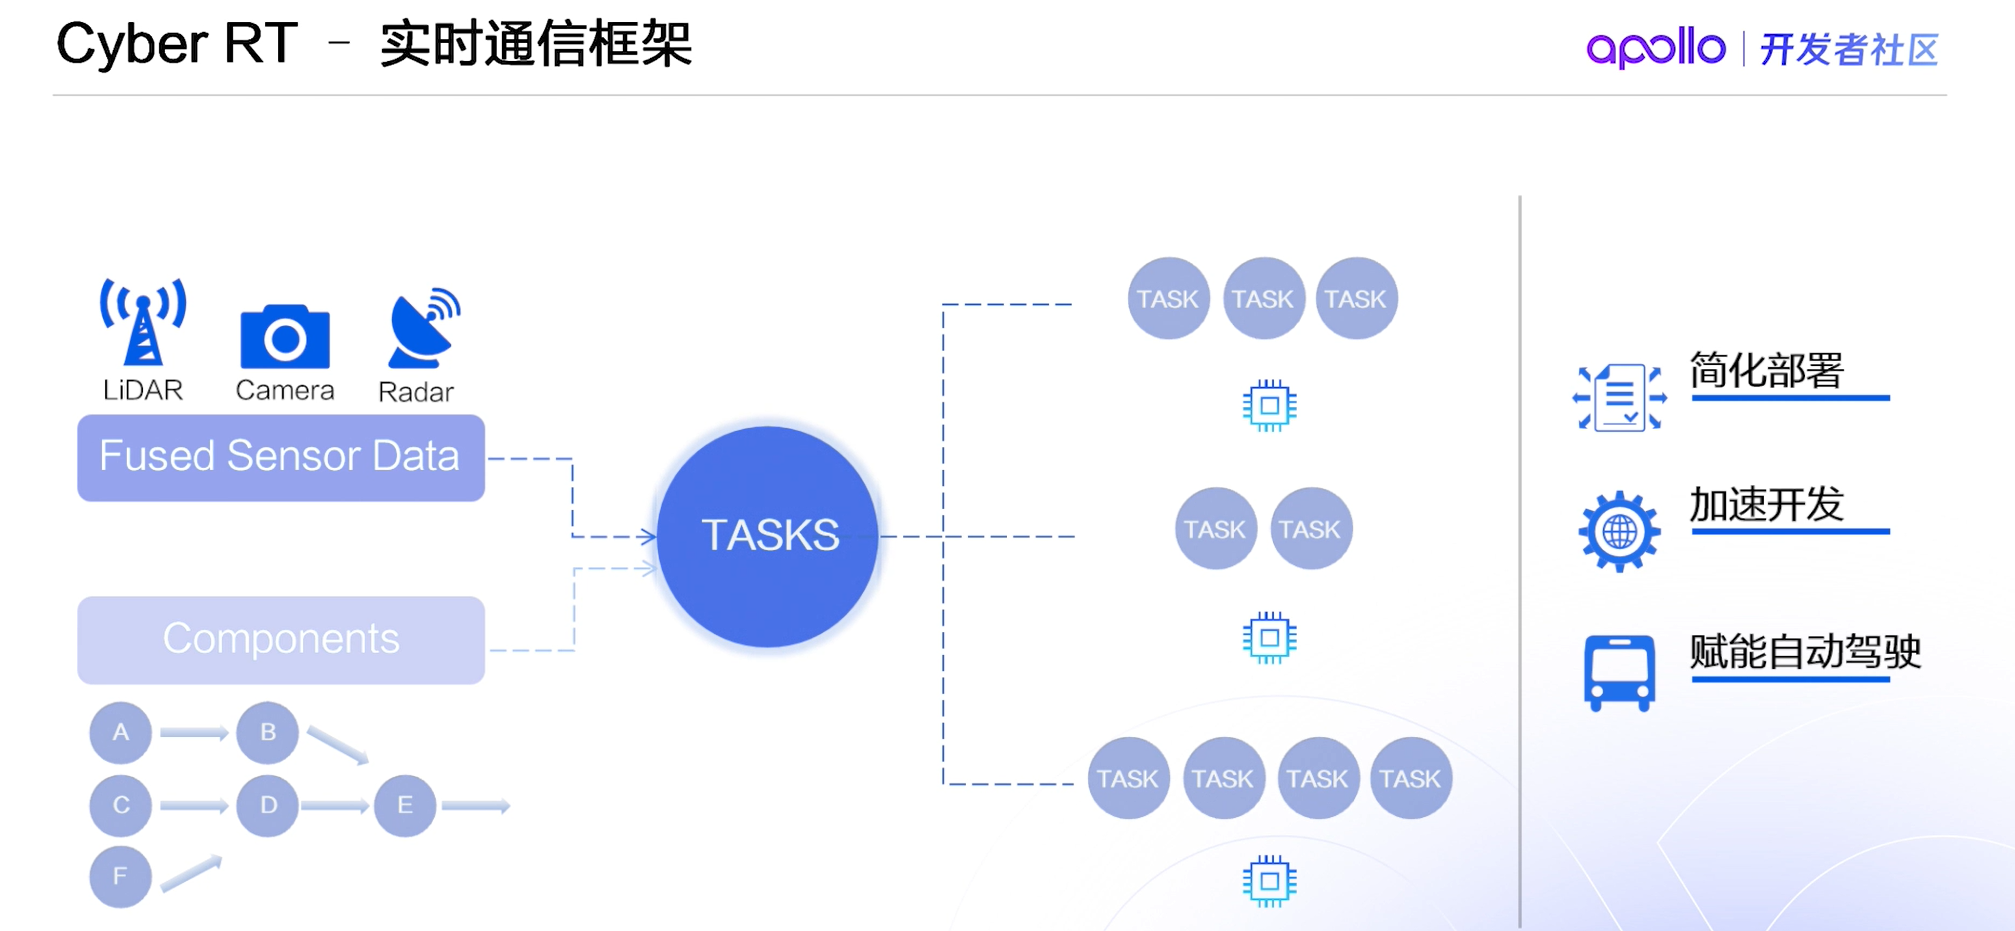 Cyber RT - 实时通信框架
apollo | 开发者社区
LiDAR Camera Radar
Fused Sensor Data
Components
A B
C D E
F
TASKS
TASK TASK TASK
TASK TASK
TASK TASK TASK TASK
简化部署
加速开发
赋能自动驾驶